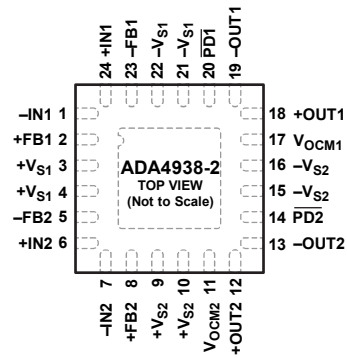 24 +IN1
23 –FB1
22 –VS1
21 –VS1
20 PD1
19 –OUT1
–IN1 1
+FB1 2
+VS1 3
+VS1 4
–FB2 5
+IN2 6
ADA4938-2
TOP VIEW
(Not to Scale)
18 +OUT1
17 VOCM1
16 –VS2
15 –VS2
14 PD2
13 –OUT2
–IN2 7
+FB2 8
+VS2 9
+VS2 10
VOCM2 11
+OUT2 12